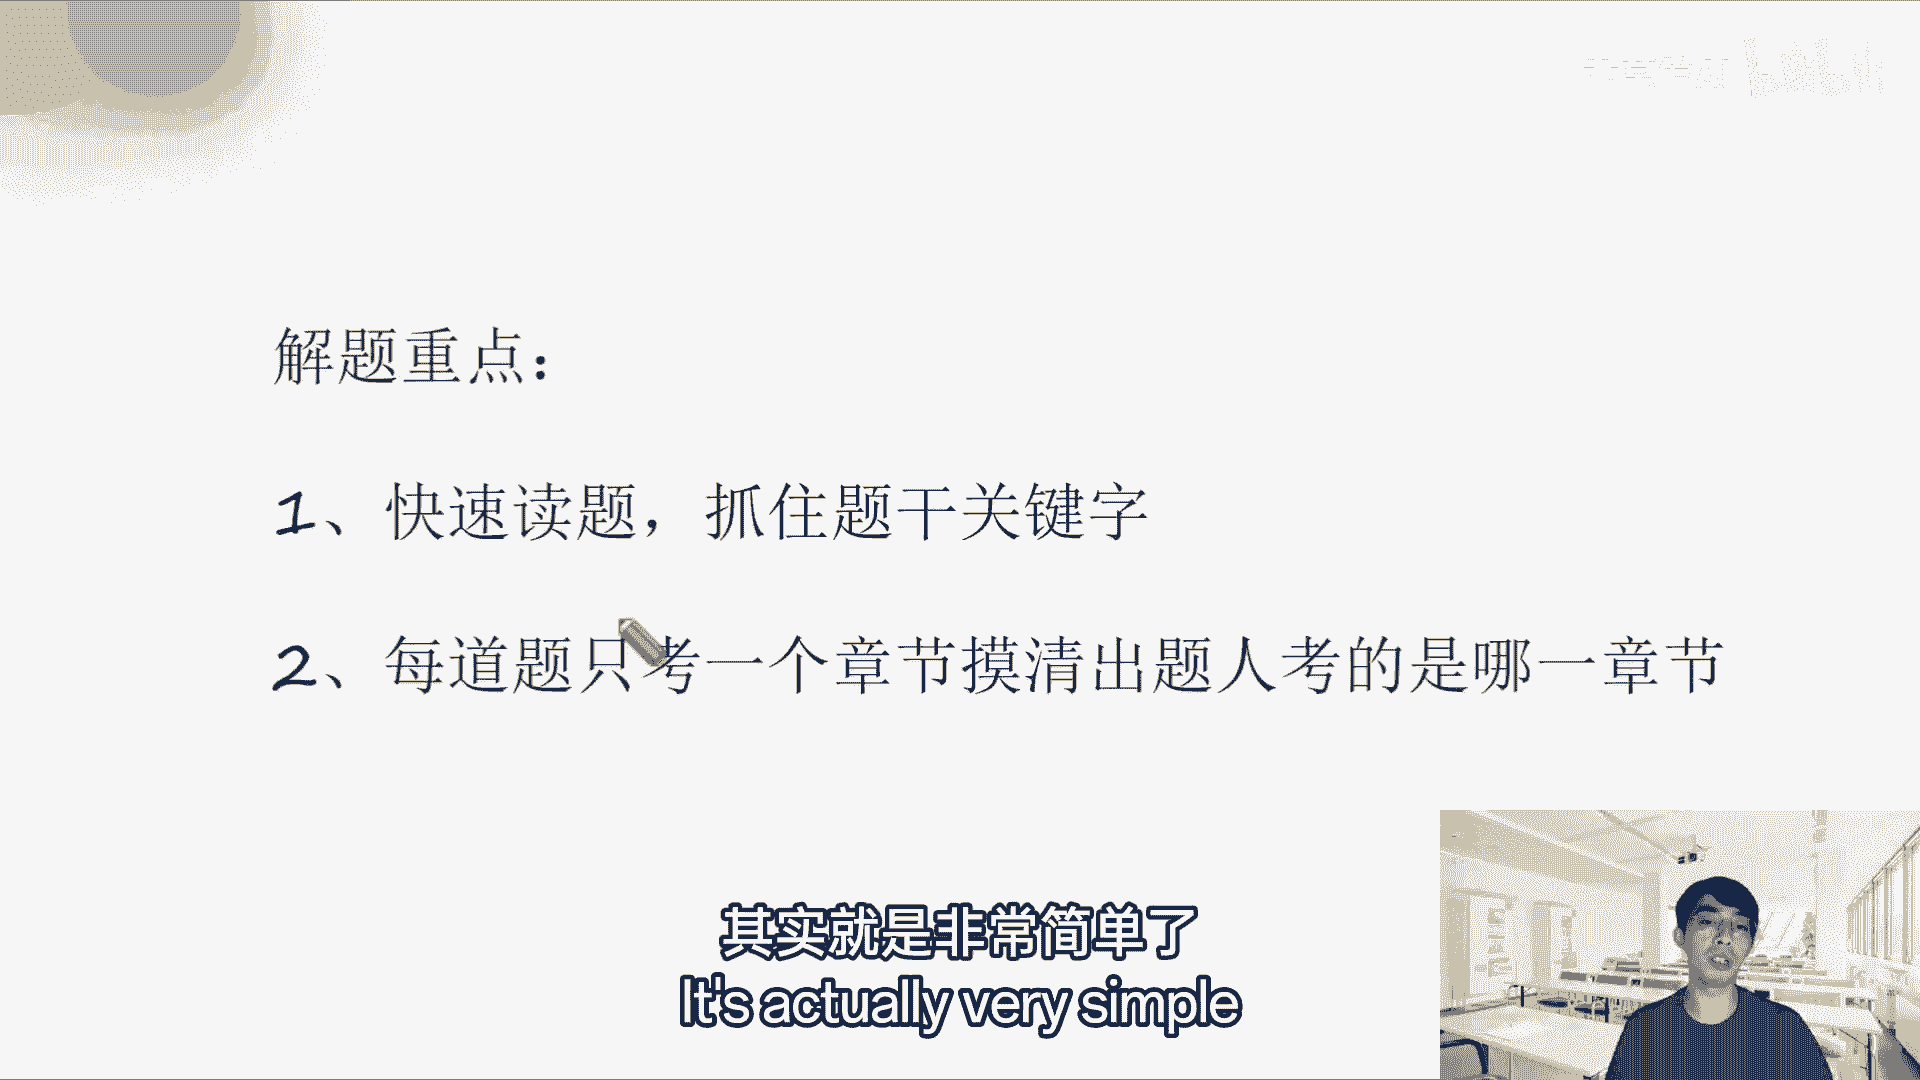 解题重点：
1、快速读题，抓住题干关键字
2、每道题只考一个章节摸清出题人考的是哪一章节
其实就是非常简单了
It's actually very simple